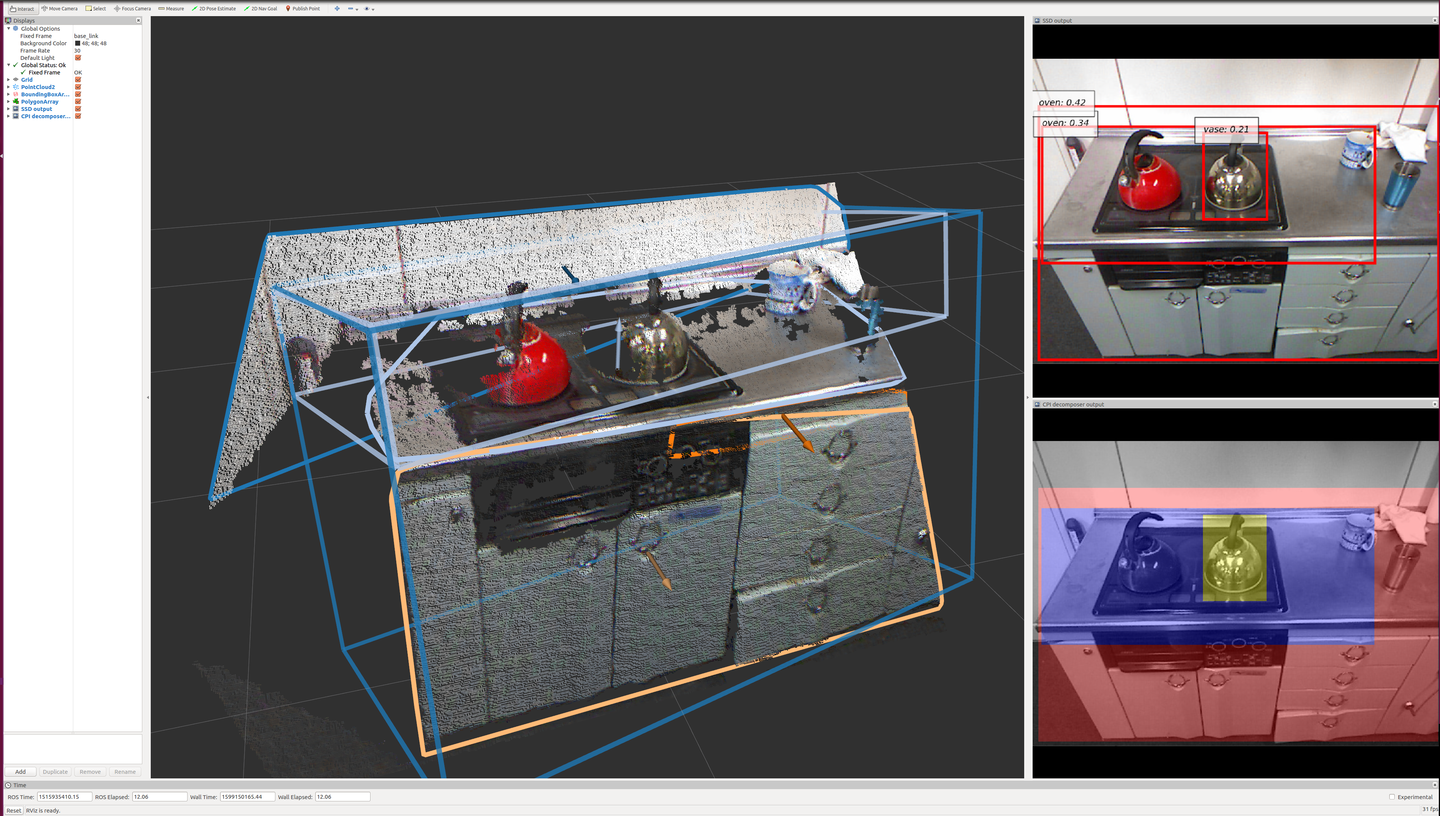 Interact Move Camera Select Focus Camera Measure 2D Pose Estimate 2D Nav Goal Publish Point
Displays
Global Options
Fixed Frame base_link
Background Color 48; 48; 48
Frame Rate 30
Default Light
Global Status: Ok
Fixed Frame OK
Grid
PointCloud2
BoundingBoxAr...
PolygonArray
SSD output
CPI decomposer...
Add Duplicate Remove Rename
SSD output
oven: 0.42
oven: 0.34
vase: 0.21
CPI decomposer output
Time
ROS Time: 1515935410.15 ROS Elapsed: 12.06 Wall Time: 1599150165.44 Wall Elapsed: 12.06 Experimental
Reset RViz is ready. 31 fps